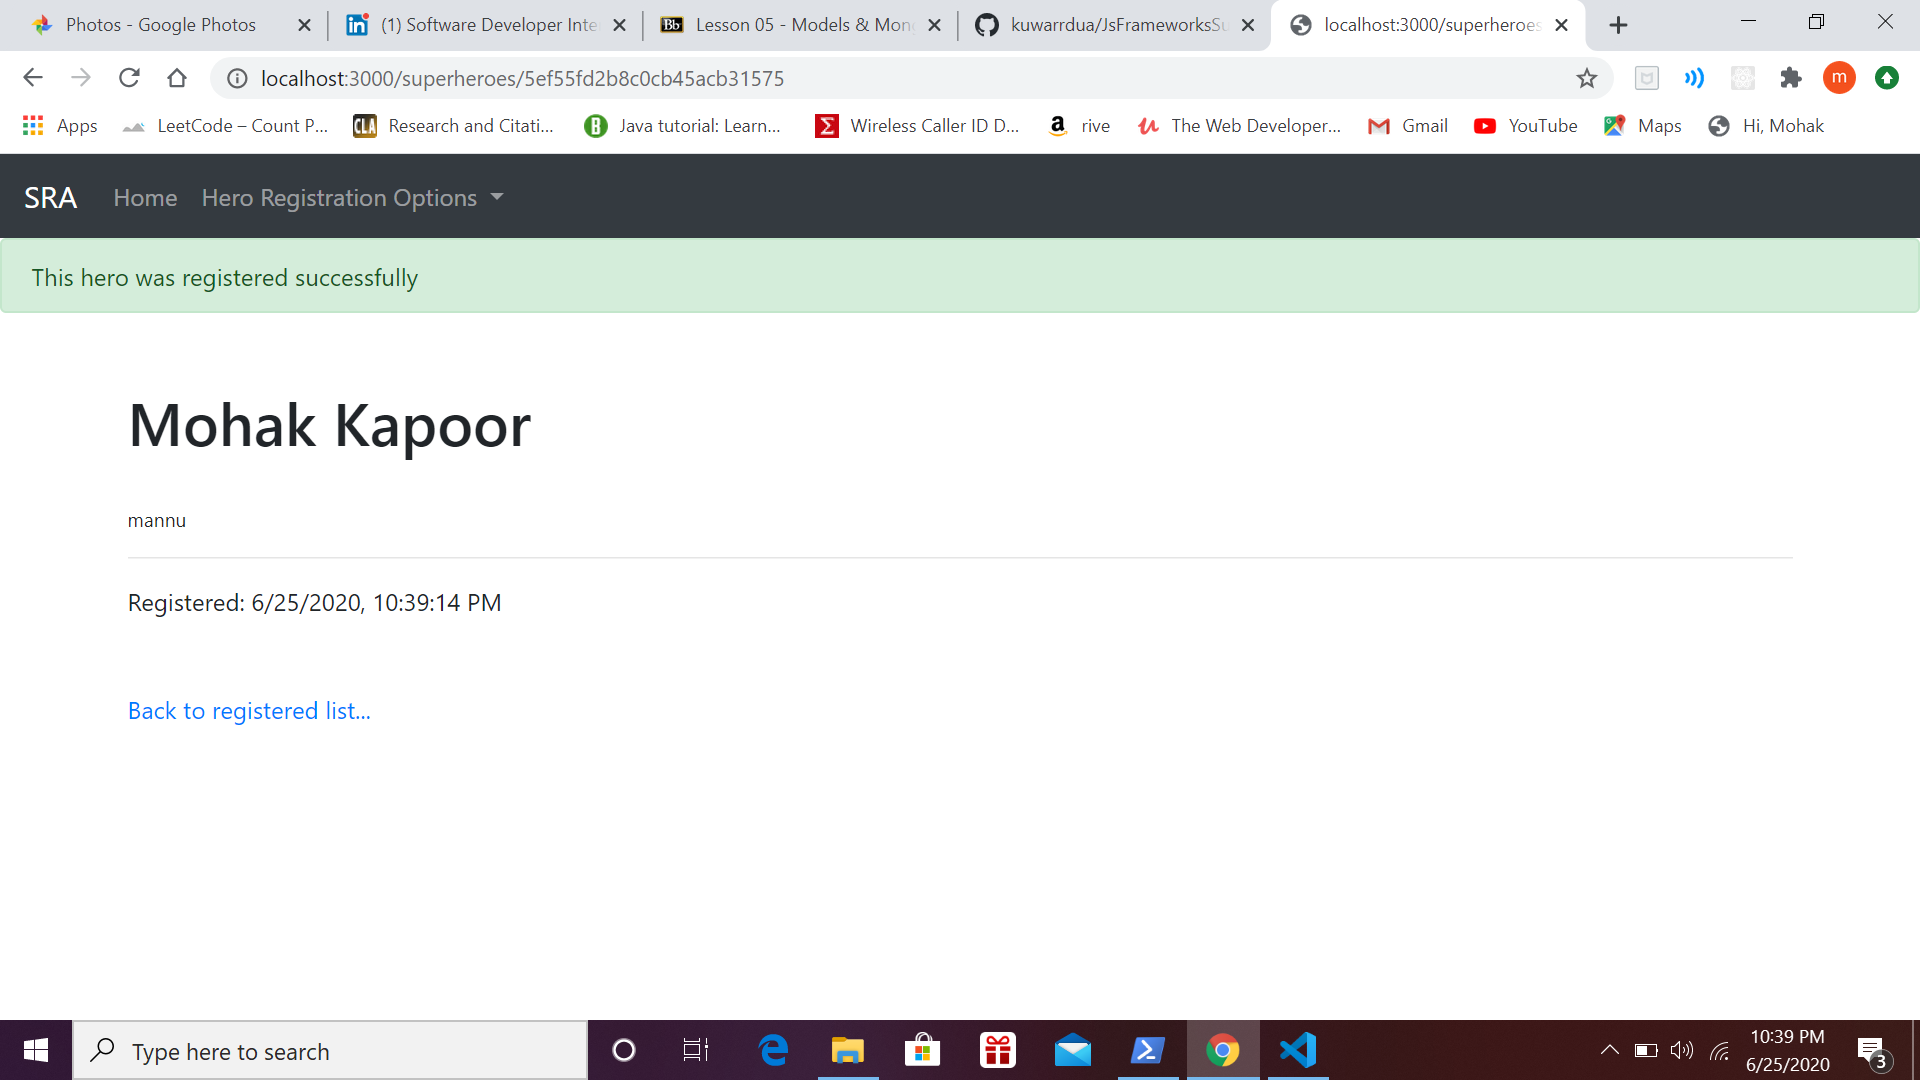 Photos - Google Photos
(1) Software Developer Inte
Lesson 05 - Models & Mong
kuwarrdua/JsFrameworksSu
localhost:3000/superheroes
localhost:3000/superheroes/5ef55fd2b8c0cb45acb31575
m
Apps
LeetCode – Count P...
CLA
Research and Citati...
Java tutorial: Learn...
Wireless Caller ID D...
rive
The Web Developer...
Gmail
YouTube
Maps
Hi, Mohak
SRA
Home
Hero Registration Options
This hero was registered successfully
Mohak Kapoor
mannu
Registered: 6/25/2020, 10:39:14 PM
Back to registered list...
Type here to search
10:39 PM
6/25/2020
3